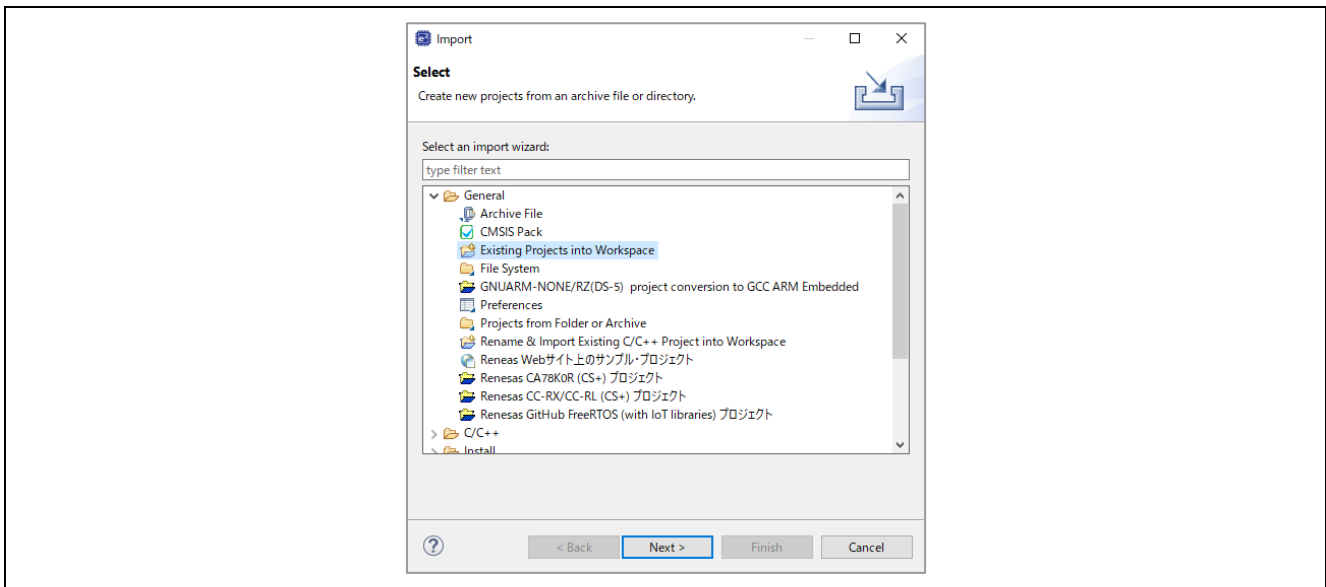 Import
Select
Create new projects from an archive file or directory.
Select an import wizard:
type filter text
General
Archive File
CMSIS Pack
Existing Projects into Workspace
File System
GNUARM-NONE/RZ(DS-5) project conversion to GCC ARM Embedded
Preferences
Projects from Folder or Archive
Rename & Import Existing C/C++ Project into Workspace
Reneas Webサイト上のサンプル・プロジェクト
Renesas CA78K0R (CS+) プロジェクト
Renesas CC-RX/CC-RL (CS+) プロジェクト
Renesas GitHub FreeRTOS (with IoT libraries) プロジェクト
C/C++
Install
?
< Back Next > Finish Cancel